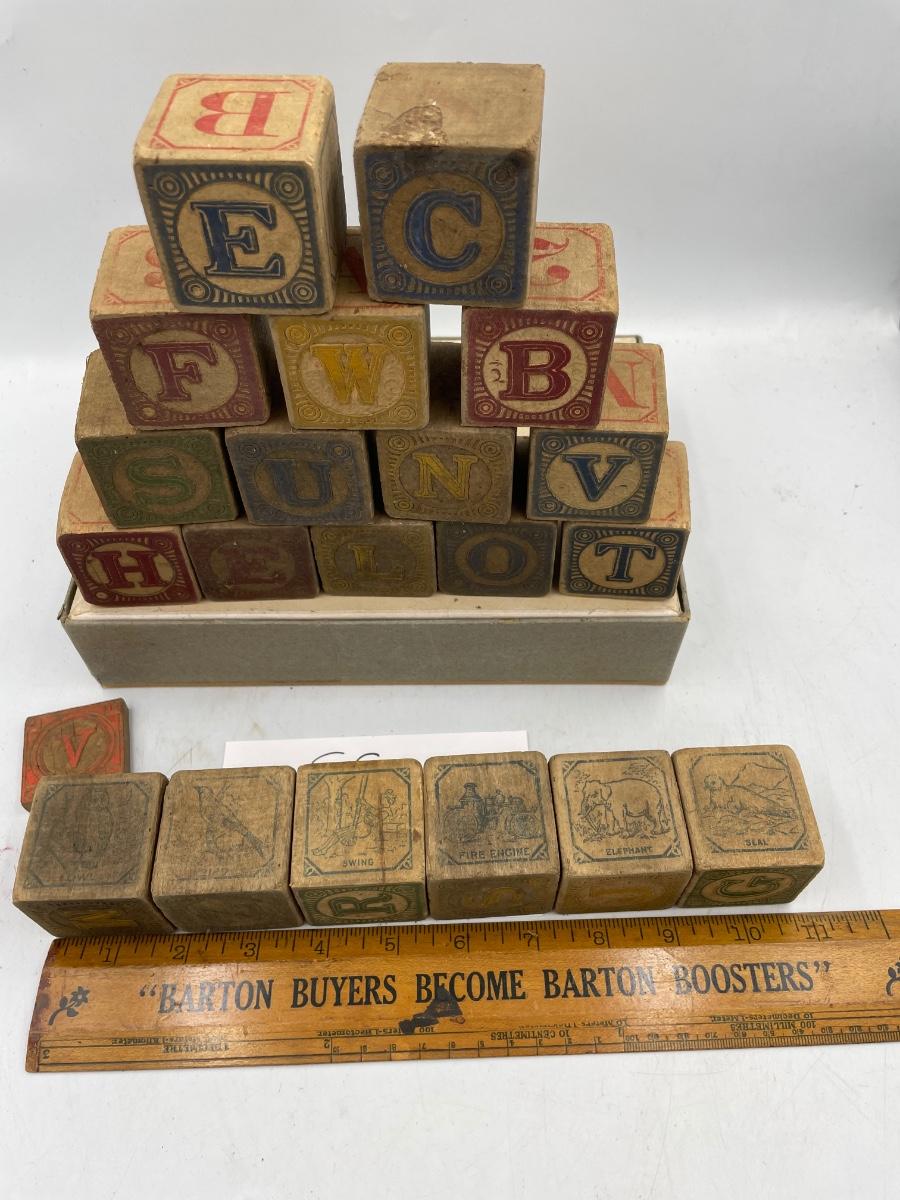 B
E C
2
F W B
N
S U N V
H E L O T
V
SWING
FIRE ENGINE
ELEPHANT
SEAL
N R S G
1 2 3 4 5 6 7 8 9 10 11
"BARTON BUYERS BECOME BARTON BOOSTERS"
10 CENTIMETRES
100 MILLIMETRES